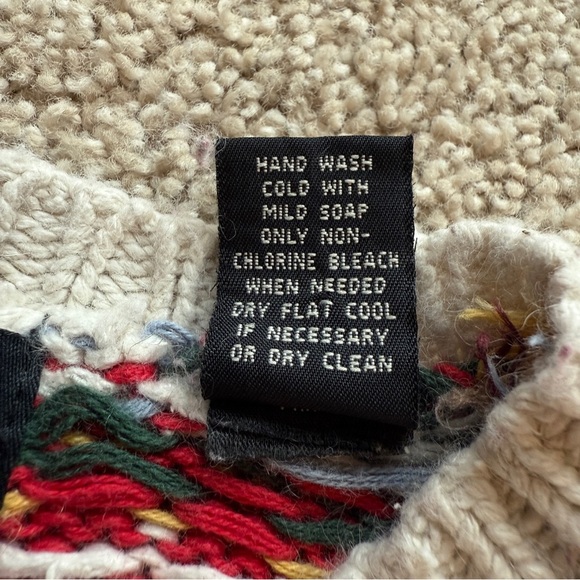 HAND WASH
COLD WITH
MILD SOAP
ONLY NON-
CHLORINE BLEACH
WHEN NEEDED
DRY FLAT COOL
IF NECESSARY
OR DRY CLEAN